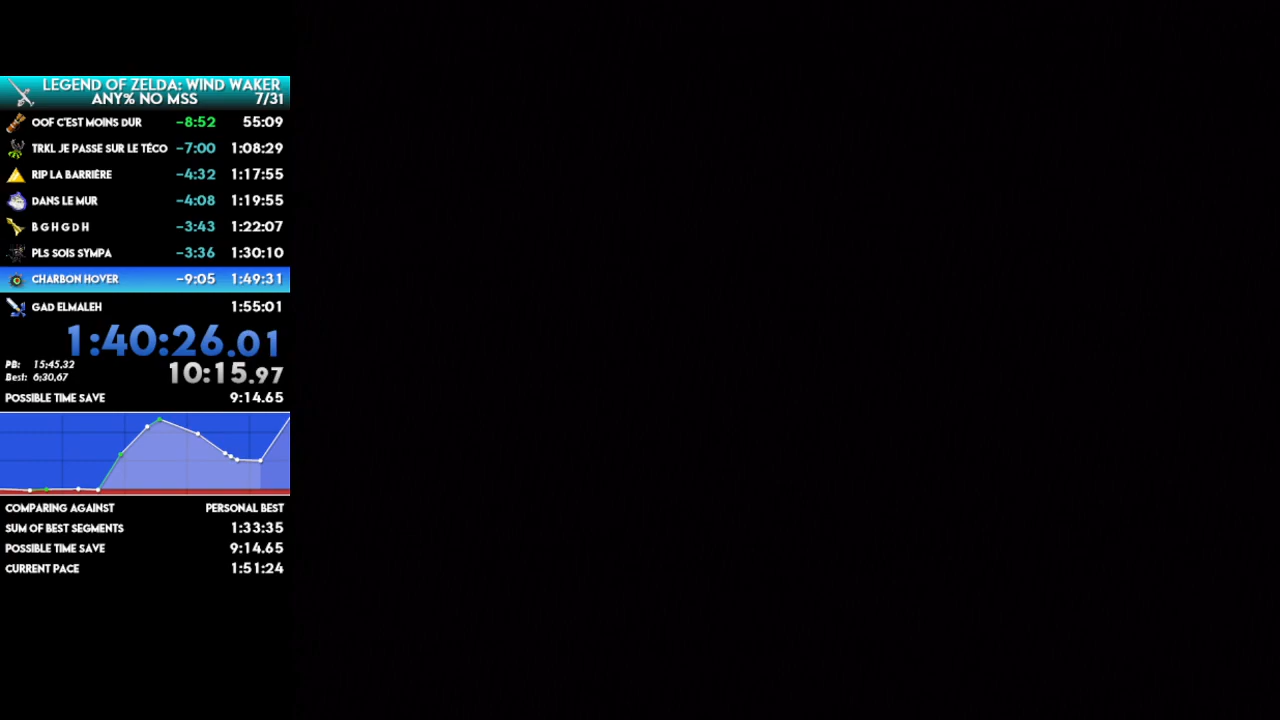 LEGEND OF ZELDA: WIND WAKER
ANY% NO MSS 7/31
OOF C'EST MOINS DUR -8:52 55:09
TRKL JE PASSE SUR LE TÉCO -7:00 1:08:29
RIP LA BARRIÈRE -4:32 1:17:55
DANS LE MUR -4:08 1:19:55
B G H G D H -3:43 1:22:07
PLS SOIS SYMPA -3:36 1:30:10
CHARBON HOVER -9:05 1:49:31
GAD ELMALEH 1:55:01
1:40:26.01
PB: 15:45.32
Best: 6:30.67
10:15.97
POSSIBLE TIME SAVE 9:14.65
COMPARING AGAINST PERSONAL BEST
SUM OF BEST SEGMENTS 1:33:35
POSSIBLE TIME SAVE 9:14.65
CURRENT PACE 1:51:24